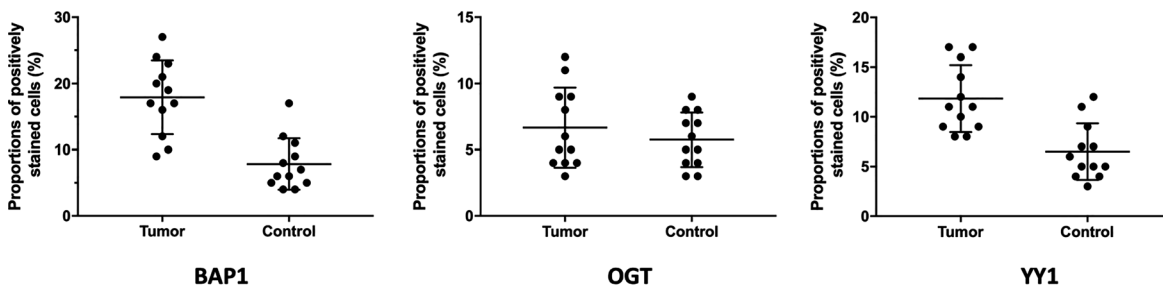 Proportions of positively
stained cells (%)
30
20
10
0
Tumor
Control
BAP1
Proportions of positively
stained cells (%)
15
10
5
0
Tumor
Control
OGT
Proportions of positively
stained cells (%)
20
15
10
5
0
Tumor
Control
YY1